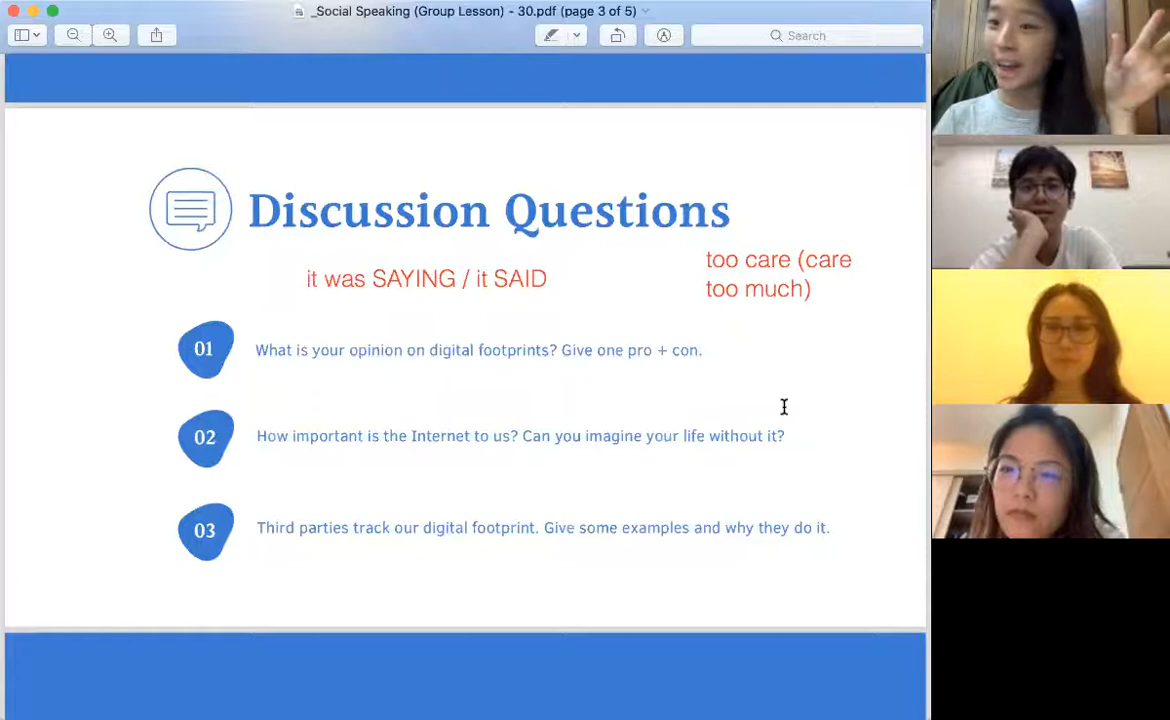 _Social Speaking (Group Lesson) - 30.pdf (page 3 of 5)
Search
Discussion Questions
it was SAYING / it SAID
too care (care
too much)
01
What is your opinion on digital footprints? Give one pro + con.
02
How important is the Internet to us? Can you imagine your life without it?
03
Third parties track our digital footprint. Give some examples and why they do it.